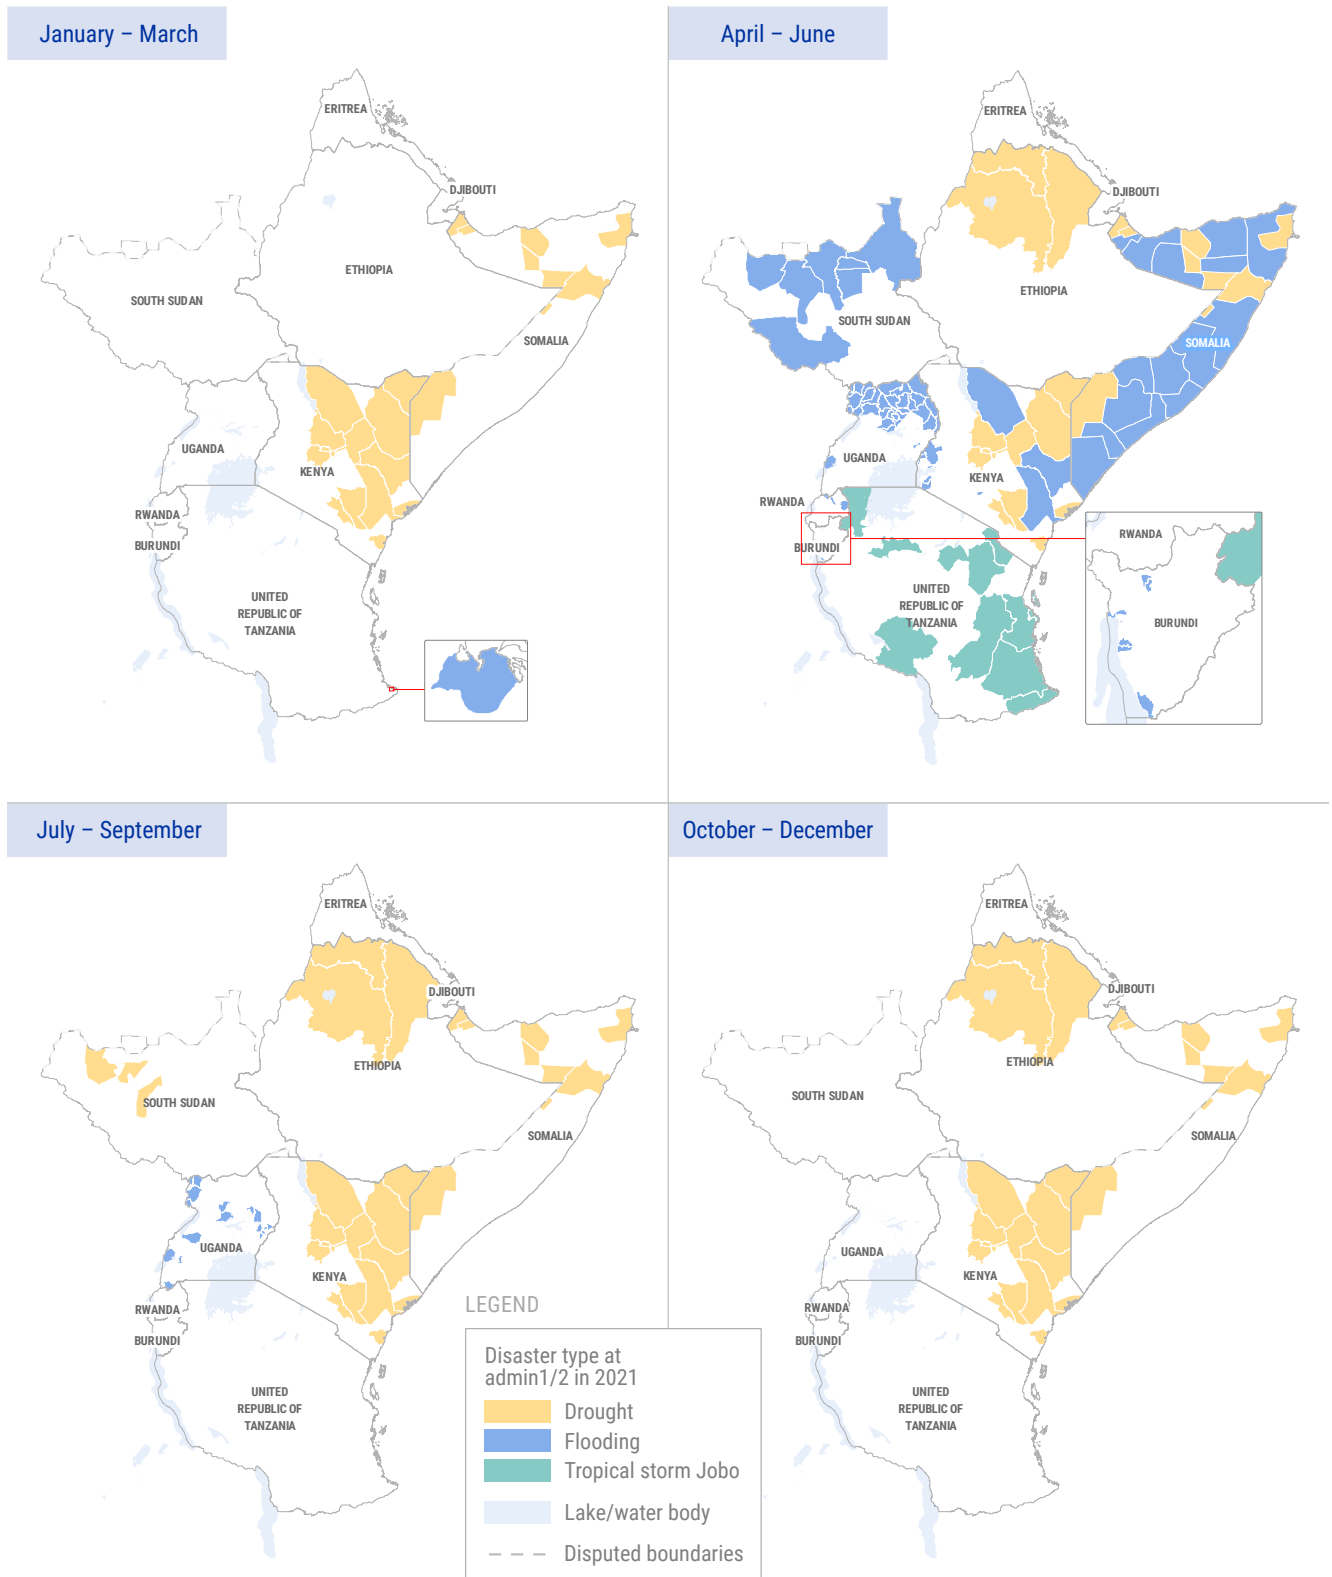 January – March
ERITREA
DJIBOUTI
ETHIOPIA
SOUTH SUDAN
SOMALIA
UGANDA
KENYA
RWANDA
BURUNDI
UNITED
REPUBLIC OF
TANZANIA
April – June
ERITREA
DJIBOUTI
ETHIOPIA
SOUTH SUDAN
SOMALIA
UGANDA
KENYA
RWANDA
BURUNDI
UNITED
REPUBLIC OF
TANZANIA
RWANDA
BURUNDI
July – September
ERITREA
DJIBOUTI
ETHIOPIA
SOUTH SUDAN
SOMALIA
UGANDA
KENYA
RWANDA
BURUNDI
UNITED
REPUBLIC OF
TANZANIA
October – December
ERITREA
DJIBOUTI
ETHIOPIA
SOUTH SUDAN
SOMALIA
UGANDA
KENYA
RWANDA
BURUNDI
UNITED
REPUBLIC OF
TANZANIA
LEGEND
Disaster type at
admin1/2 in 2021
Drought
Flooding
Tropical storm Jobo
Lake/water body
Disputed boundaries